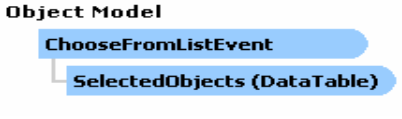 Object Model
ChooseFromListEvent
SelectedObjects (DataTable)